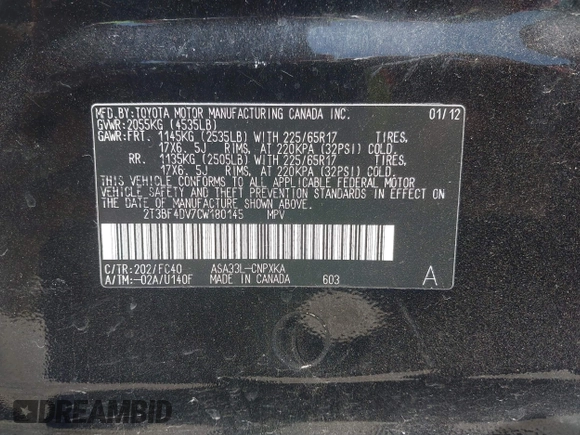 MFD.BY:TOYOTA MOTOR MANUFACTURING CANADA INC. 01/12
GVWR:2055KG (4535LB)
GAWR:FRT. 1145KG (2535LB) WITH 225/65R17 TIRES,
17X6. 5J RIMS, AT 220KPA (32PSI) COLD.
RR. 1135KG (2505LB) WITH 225/65R17 TIRES,
17X6. 5J RIMS, AT 220KPA (32PSI) COLD.
THIS VEHICLE CONFORMS TO ALL APPLICABLE FEDERAL MOTOR
VEHICLE SAFETY AND THEFT PREVENTION STANDARDS IN EFFECT ON
THE DATE OF MANUFACTURE SHOWN ABOVE.
2T3BF4DV7CW180145 MPV
C/TR:202/FC40 ASA33L-CNPXKA
A/TM:-02A/U140F MADE IN CANADA 603 A
DREAMBID